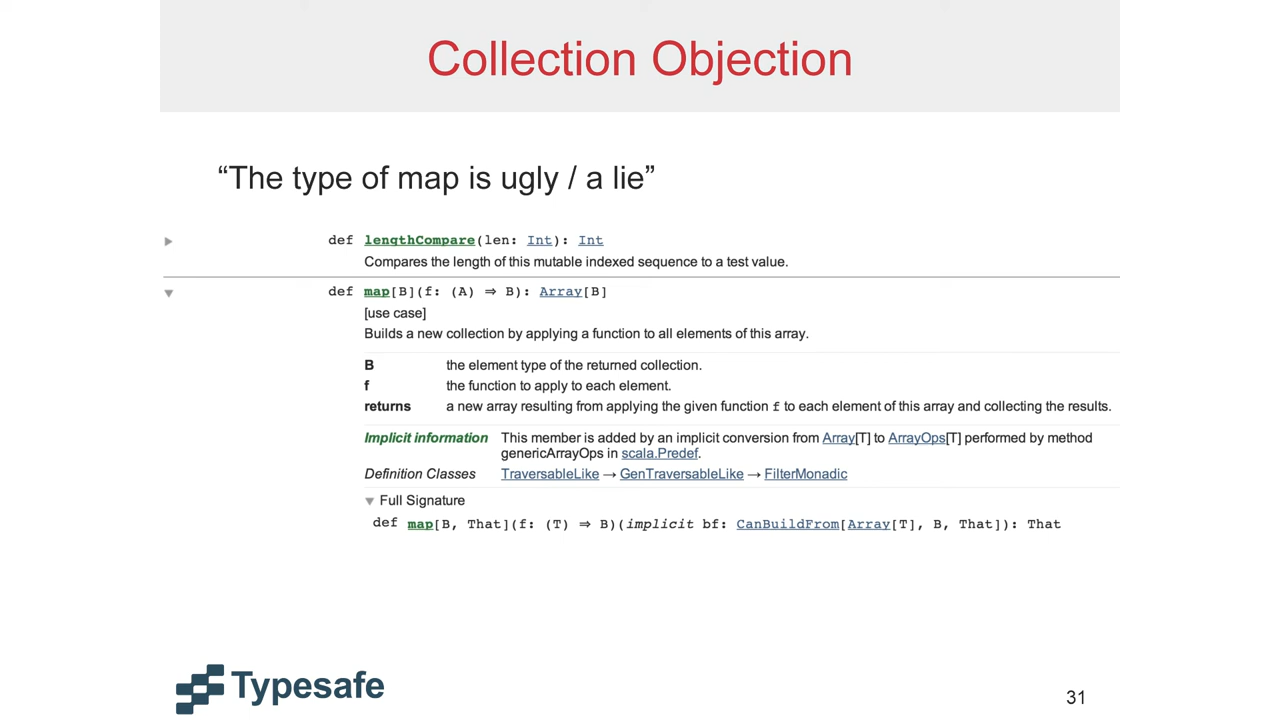 Collection Objection
“The type of map is ugly / a lie”
def lengthCompare(len: Int): Int
Compares the length of this mutable indexed sequence to a test value.
def map[B](f: (A) ⇒ B): Array[B]
[use case]
Builds a new collection by applying a function to all elements of this array.
B the element type of the returned collection.
f the function to apply to each element.
returns a new array resulting from applying the given function f to each element of this array and collecting the results.
Implicit information This member is added by an implicit conversion from Array[T] to ArrayOps[T] performed by method
genericArrayOps in scala.Predef.
Definition Classes TraversableLike → GenTraversableLike → FilterMonadic
Full Signature
def map[B, That](f: (T) ⇒ B)(implicit bf: CanBuildFrom[Array[T], B, That]): That
Typesafe
31